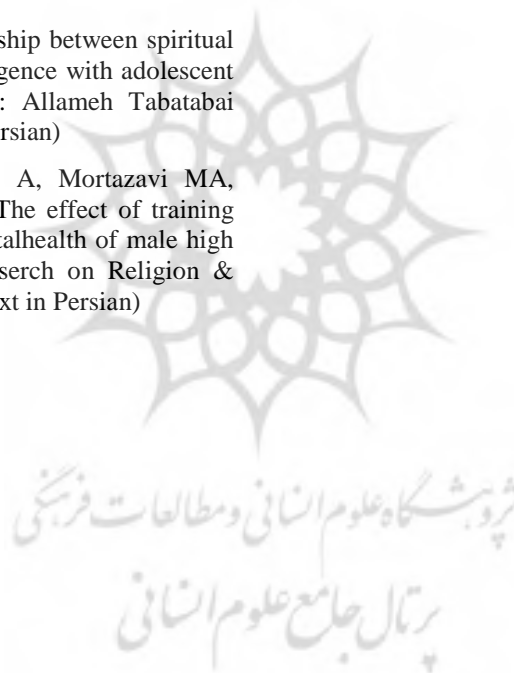 ship between spiritual
gence with adolescent
: Allameh Tabatabai
rsian)
A, Mortazavi MA,
The effect of training
talhealth of male high
serch on Religion &
xt in Persian)
پژوهشگاه علوم انسانی و مطالعات فرهنگی
پرتال جامع علوم انسانی